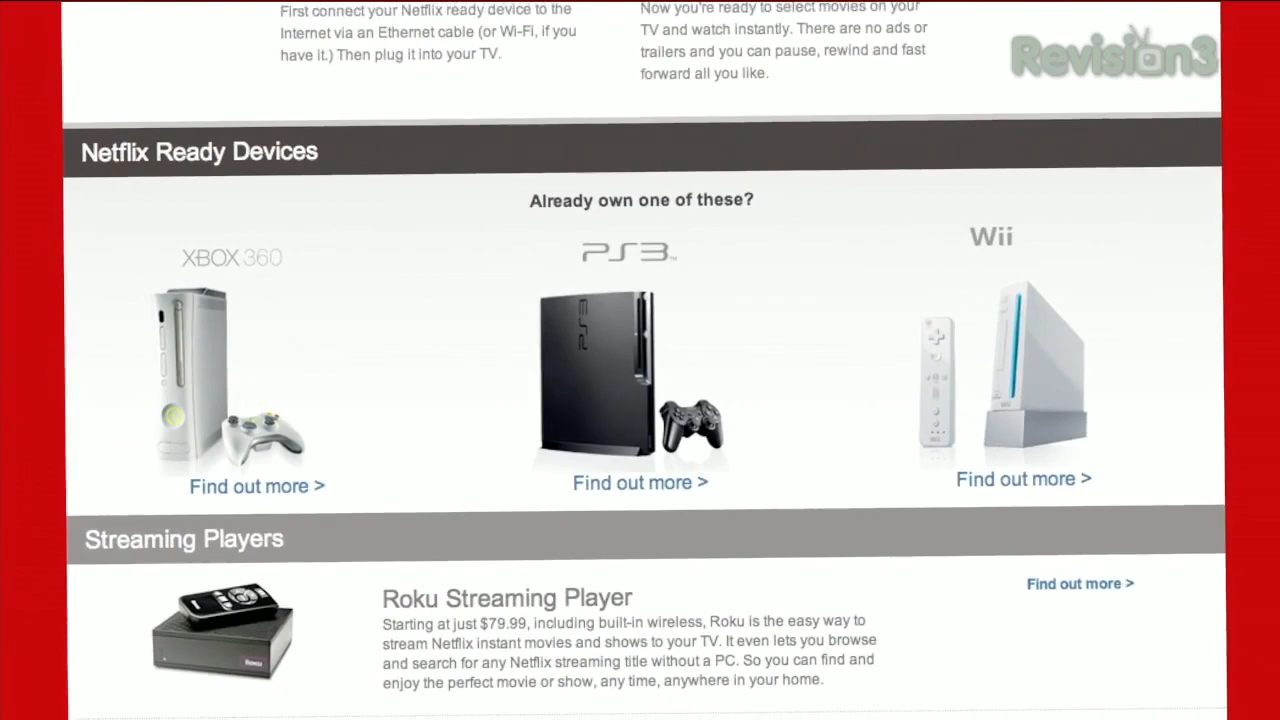 First connect your Netflix ready device to the
Internet via an Ethernet cable (or Wi-Fi, if you
have it.) Then plug it into your TV.
Now you're ready to select movies on your
TV and watch instantly. There are no ads or
trailers and you can pause, rewind and fast
forward all you like.
Revision3
Netflix Ready Devices
Already own one of these?
XBOX 360
PS3
Wii
PS3
Wii
Wii
Find out more >
Find out more >
Find out more >
Streaming Players
Roku
Roku Streaming Player
Starting at just $79.99, including built-in wireless, Roku is the easy way to
stream Netflix instant movies and shows to your TV. It even lets you browse
and search for any Netflix streaming title without a PC. So you can find and
enjoy the perfect movie or show, any time, anywhere in your home.
Find out more >